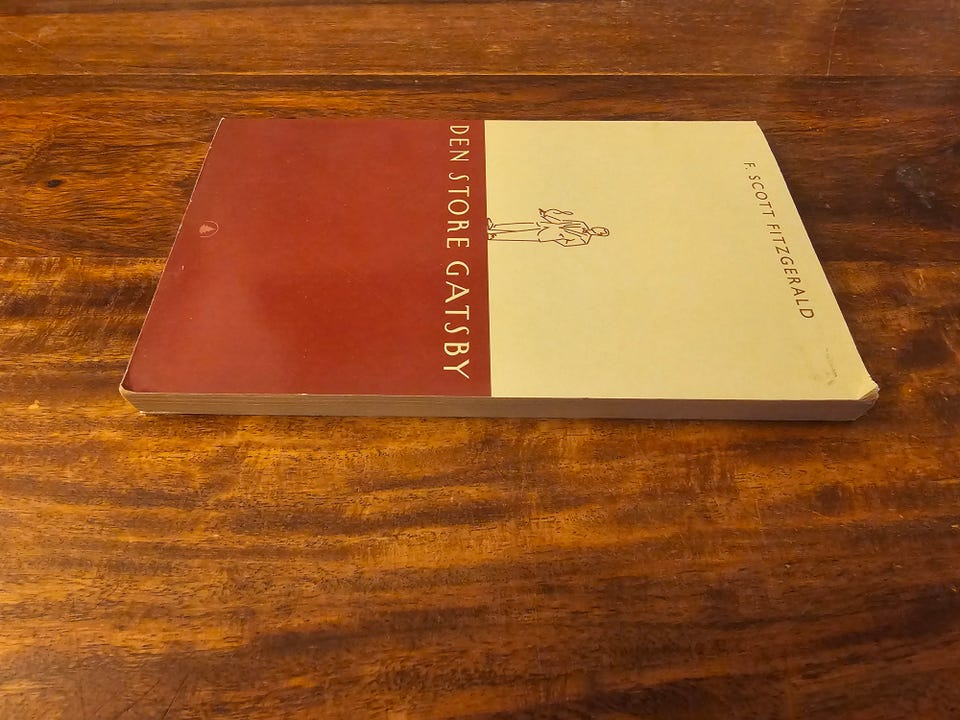 F. SCOTT FITZGERALD
DEN STORE GATSBY